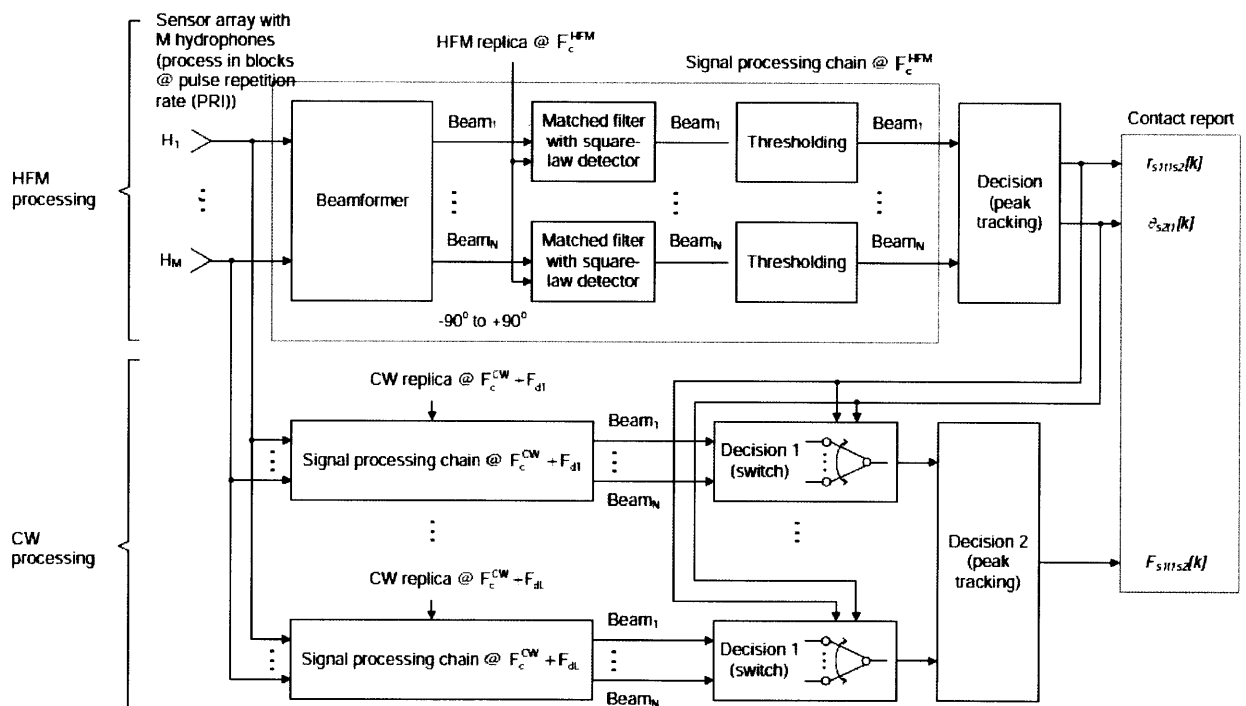 Sensor array with
M hydrophones
(process in blocks
@ pulse repetition
rate (PRI))
HFM replica @ F_c^HFM
Signal processing chain @ F_c^HFM
HFM
processing
H1
⋮
HM
Beamformer
-90° to +90°
Beam1
⋮
BeamN
Matched filter
with square-
law detector
Matched filter
with square-
law detector
Beam1
⋮
BeamN
Thresholding
Thresholding
Beam1
⋮
BeamN
Decision
(peak
tracking)
Contact report
r_s1t1s2[k]
∂_s2t1[k]
CW
processing
CW replica @ F_c^CW + F_d1
Signal processing chain @ F_c^CW + F_d1
Beam1
⋮
BeamN
Decision 1
(switch)
⋮
CW replica @ F_c^CW + F_dL
Signal processing chain @ F_c^CW + F_dL
Beam1
⋮
BeamN
Decision 1
(switch)
Decision 2
(peak
tracking)
F_s1t1s2[k]